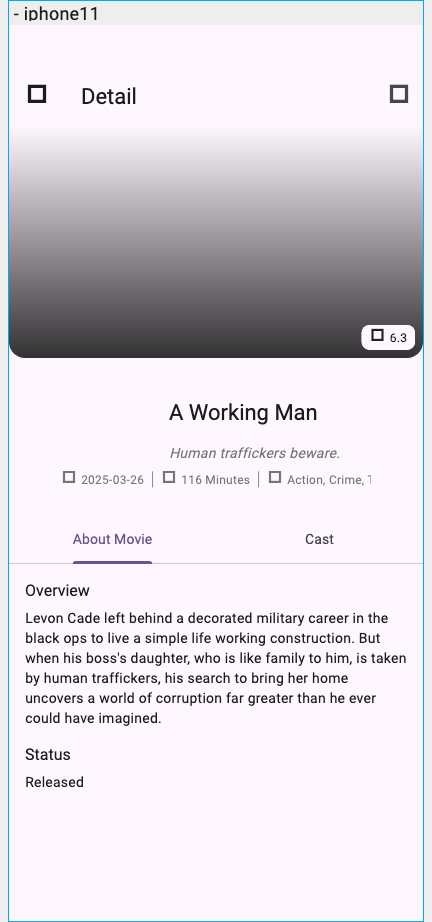 - iphone11
Detail
6.3
A Working Man
Human traffickers beware.
2025-03-26 116 Minutes Action, Crime,
About Movie Cast
Overview
Levon Cade left behind a decorated military career in the
black ops to live a simple life working construction. But
when his boss's daughter, who is like family to him, is taken
by human traffickers, his search to bring her home
uncovers a world of corruption far greater than he ever
could have imagined.
Status
Released